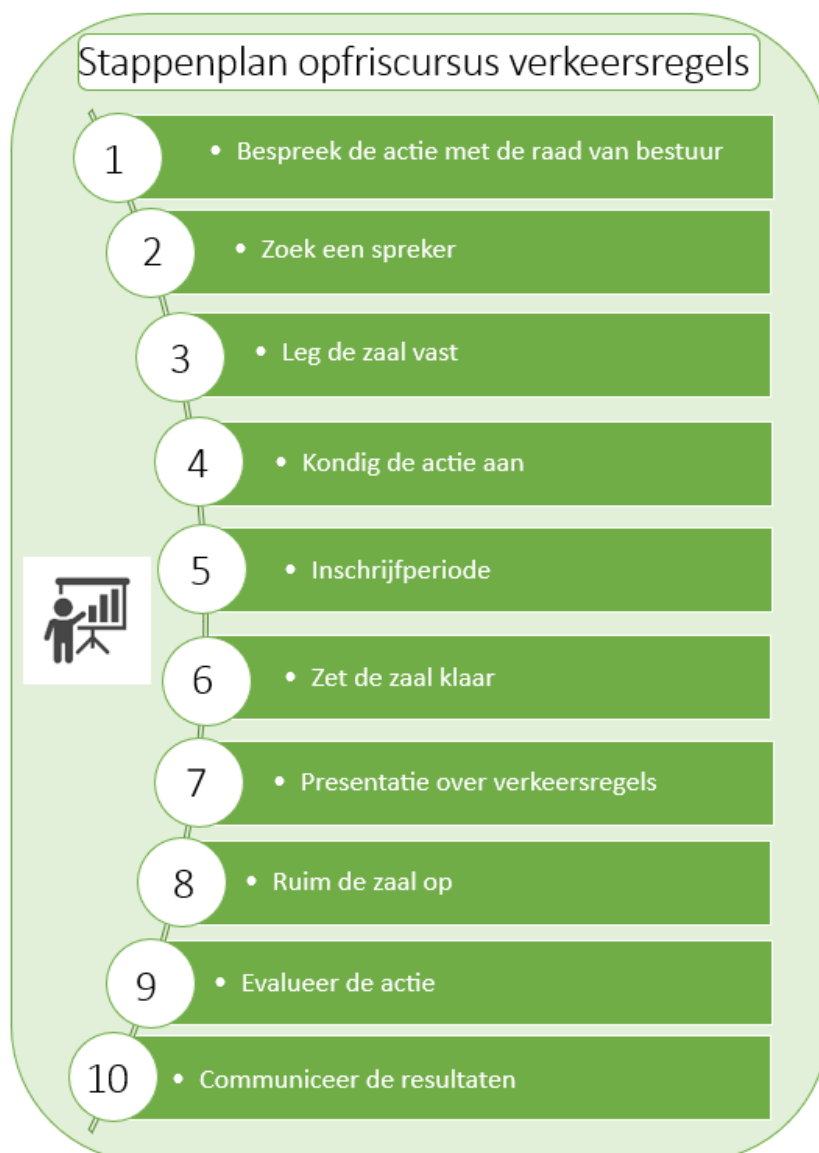 Stappenplan opfriscursus verkeersregels
1
• Bespreek de actie met de raad van bestuur
2
• Zoek een spreker
3
• Leg de zaal vast
4
• Kondig de actie aan
5
• Inschrijfperiode
6
• Zet de zaal klaar
7
• Presentatie over verkeersregels
8
• Ruim de zaal op
9
• Evalueer de actie
10
• Communiceer de resultaten